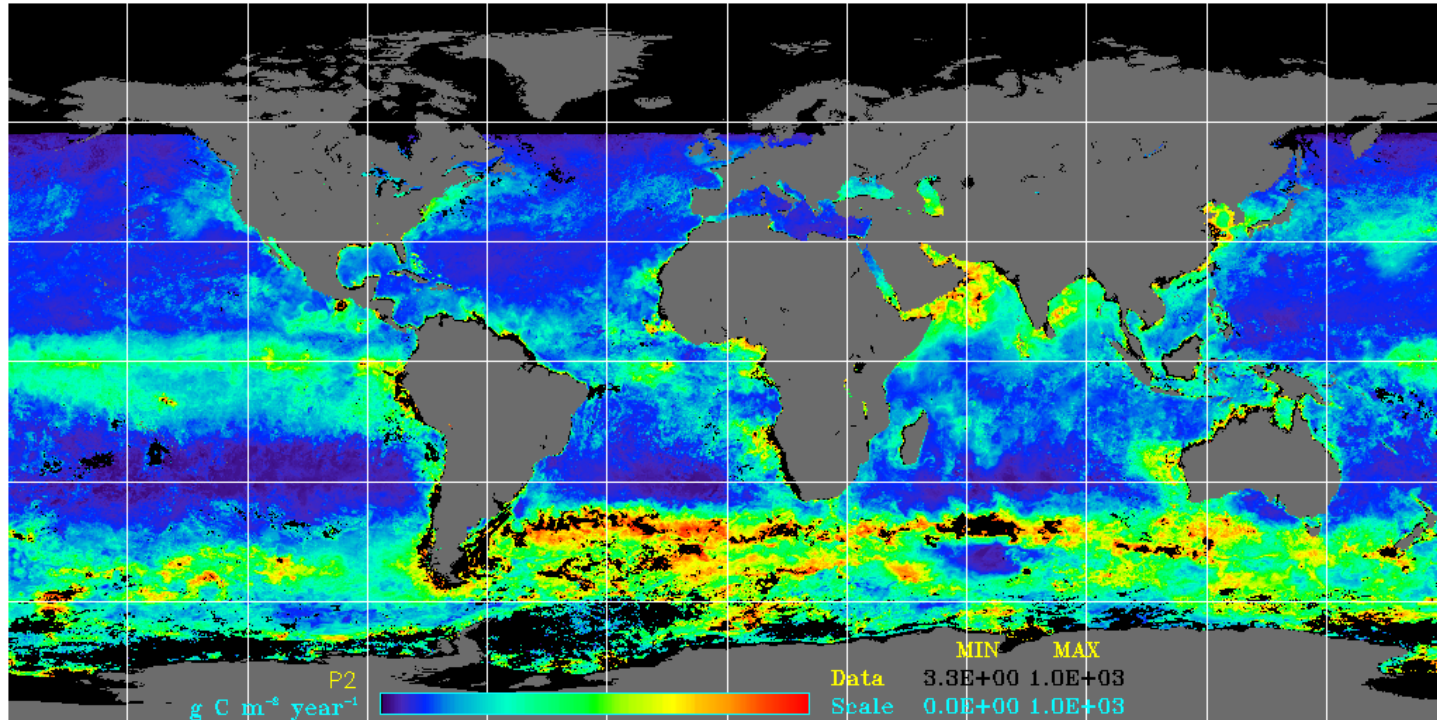 MIN MAX
P2 Data 3.3E+00 1.0E+03
g C m⁻² year⁻¹ Scale 0.0E+00 1.0E+03